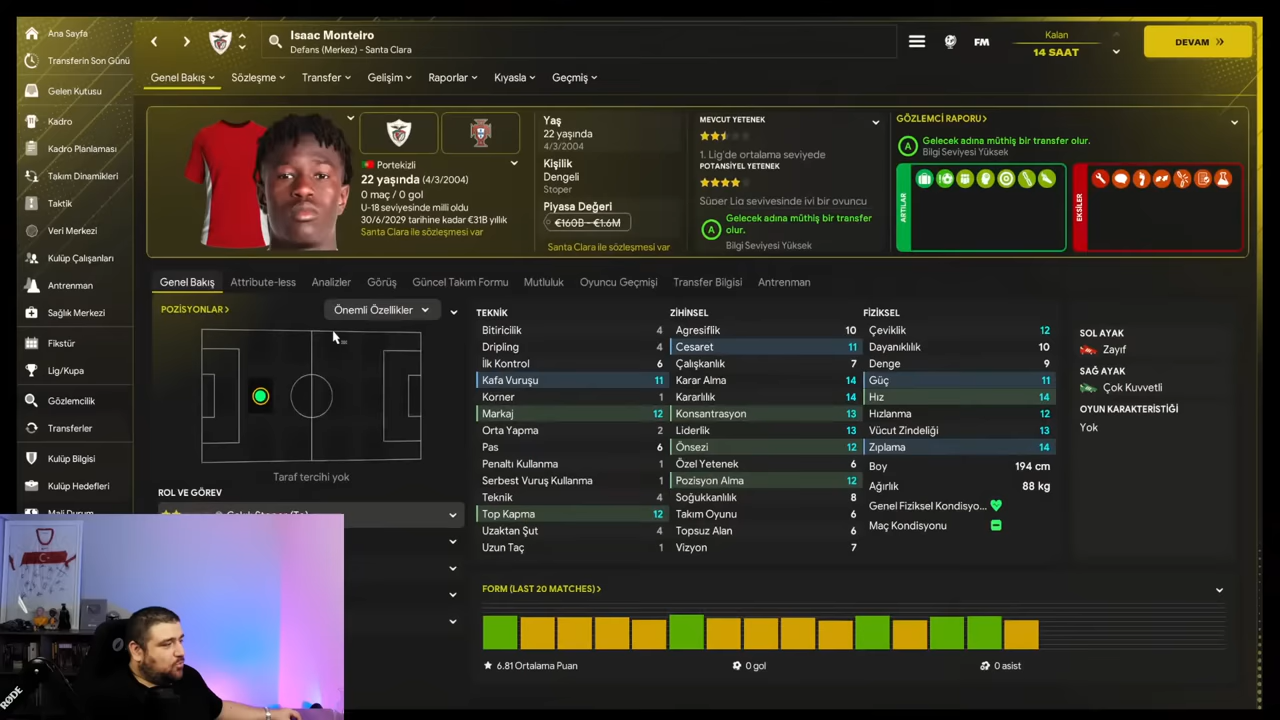 Ana Sayfa
Transferin Son Günü
Gelen Kutusu
Kadro
Kadro Planlaması
Takım Dinamikleri
Taktik
Veri Merkezi
Kulüp Çalışanları
Antrenman
Sağlık Merkezi
Fikstür
Lig/Kupa
Gözlemcilik
Transferler
Kulüp Bilgisi
Kulüp Hedefleri
Mali Durum
Isaac Monteiro
Defans (Merkez) - Santa Clara
FM
Kalan
14 SAAT
DEVAM
Genel Bakış
Sözleşme
Transfer
Gelişim
Raporlar
Kıyasla
Geçmiş
Portekizli
22 yaşında (4/3/2004)
0 maç / 0 gol
U-18 seviyesinde milli oldu
30/6/2029 tarihine kadar €31B yıllık
Santa Clara ile sözleşmesi var
Yaş
22 yaşında
4/3/2004
Kişilik
Dengeli
Stoper
Piyasa Değeri
€160B - €1.6M
Santa Clara ile sözleşmesi var
MEVCUT YETENEK
1. Lig'de ortalama seviyede
POTANSİYEL YETENEK
Süper Lig seviyesinde iyi bir oyuncu
A
Gelecek adına müthiş bir transfer
olur.
Bilgi Seviyesi Yüksek
GÖZLEMCİ RAPORU
A
Gelecek adına müthiş bir transfer olur.
Bilgi Seviyesi Yüksek
ARTILAR
EKSİLER
Genel Bakış
Attribute-less
Analizler
Görüş
Güncel Takım Formu
Mutluluk
Oyuncu Geçmişi
Transfer Bilgisi
Antrenman
POZİSYONLAR
Önemli Özellikler
Taraf tercihi yok
ROL VE GÖREV
TEKNİK
Bitiricilik 4
Dripling 4
İlk Kontrol 6
Kafa Vuruşu 11
Korner 1
Markaj 12
Orta Yapma 2
Pas 6
Penaltı Kullanma 1
Serbest Vuruş Kullanma 1
Teknik 4
Top Kapma 12
Uzaktan Şut 4
Uzun Taç 1
ZİHİNSEL
Agresiflik 10
Cesaret 11
Çalışkanlık 7
Karar Alma 14
Kararlılık 14
Konsantrasyon 13
Liderlik 13
Önsezi 12
Özel Yetenek 6
Pozisyon Alma 12
Soğukkanlılık 8
Takım Oyunu 6
Topsuz Alan 6
Vizyon 7
FİZİKSEL
Çeviklik 12
Dayanıklılık 10
Denge 9
Güç 11
Hız 14
Hızlanma 12
Vücut Zindeliği 13
Zıplama 14
Boy 194 cm
Ağırlık 88 kg
Genel Fiziksel Kondisyo...
Maç Kondisyonu
SOL AYAK
Zayıf
SAĞ AYAK
Çok Kuvvetli
OYUN KARAKTERİSTİĞİ
Yok
FORM (LAST 20 MATCHES)
6.81 Ortalama Puan
0 gol
0 asist
RØDE